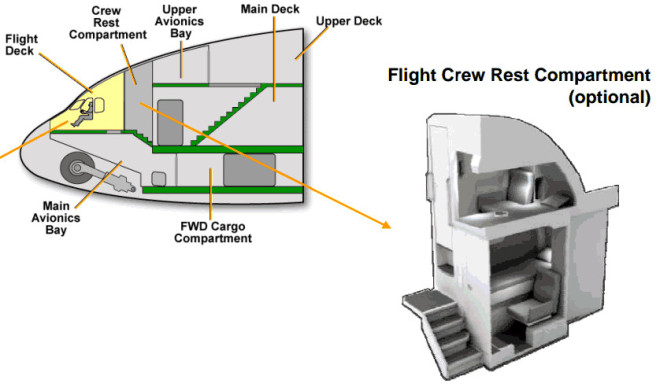 Flight
Deck
Crew
Rest
Compartment
Upper
Avionics
Bay
Main Deck
Upper Deck
Main
Avionics
Bay
FWD Cargo
Compartment
Flight Crew Rest Compartment
(optional)